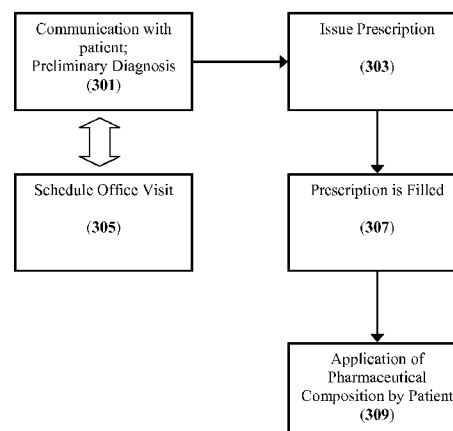 Communication with
patient;
Preliminary Diagnosis
(301)
Issue Prescription
(303)
Schedule Office Visit
(305)
Prescription is Filled
(307)
Application of
Pharmaceutical
Composition by Patient
(309)